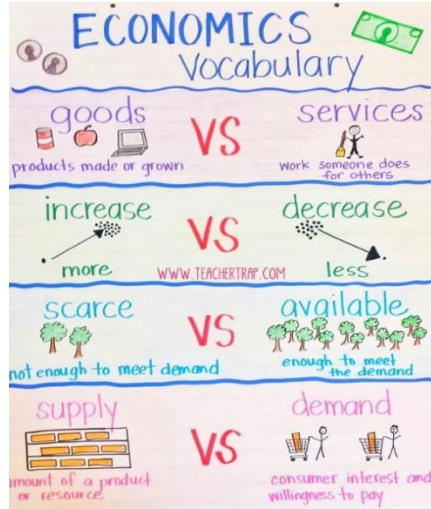 ECONOMICS
Vocabulary
goods VS services
products made or grown
work someone does
for others
increase VS decrease
more
WWW.TEACHERTRAP.COM
less
scarce VS available
not enough to meet demand
enough to meet
the demand
supply VS demand
mount of a product
or resource
consumer interest and
willingness to pay